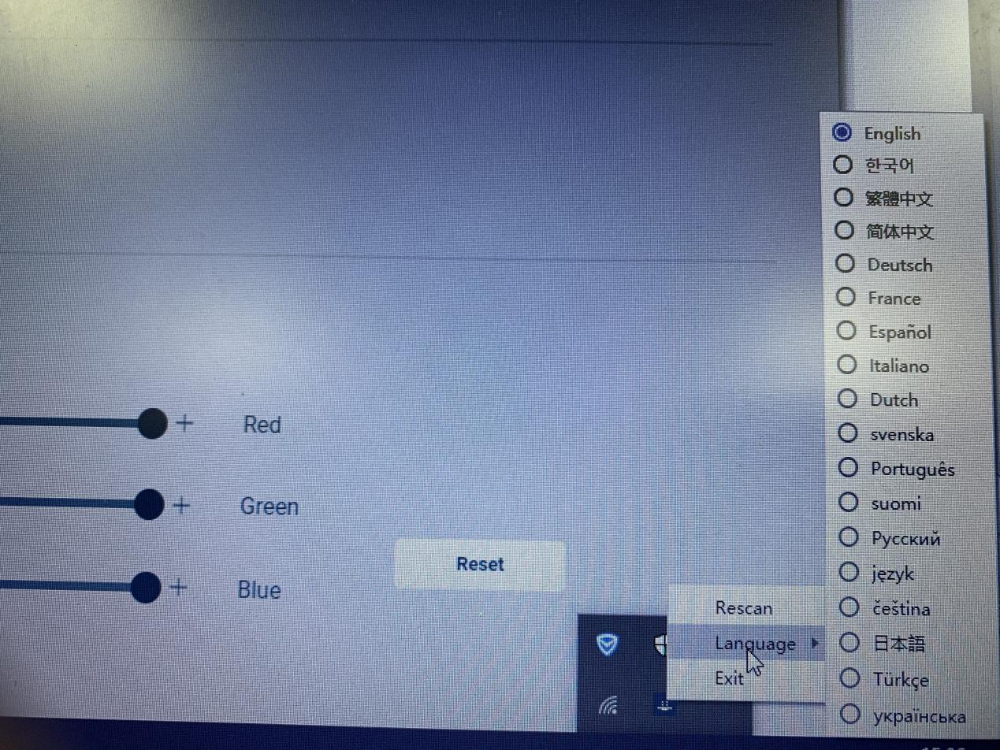 English
한국어
繁體中文
简体中文
Deutsch
France
Español
Italiano
Dutch
svenska
Português
suomi
Русский
język
čeština
日本語
Türkçe
українська
Red
Green
Blue
Reset
Rescan
Language
Exit